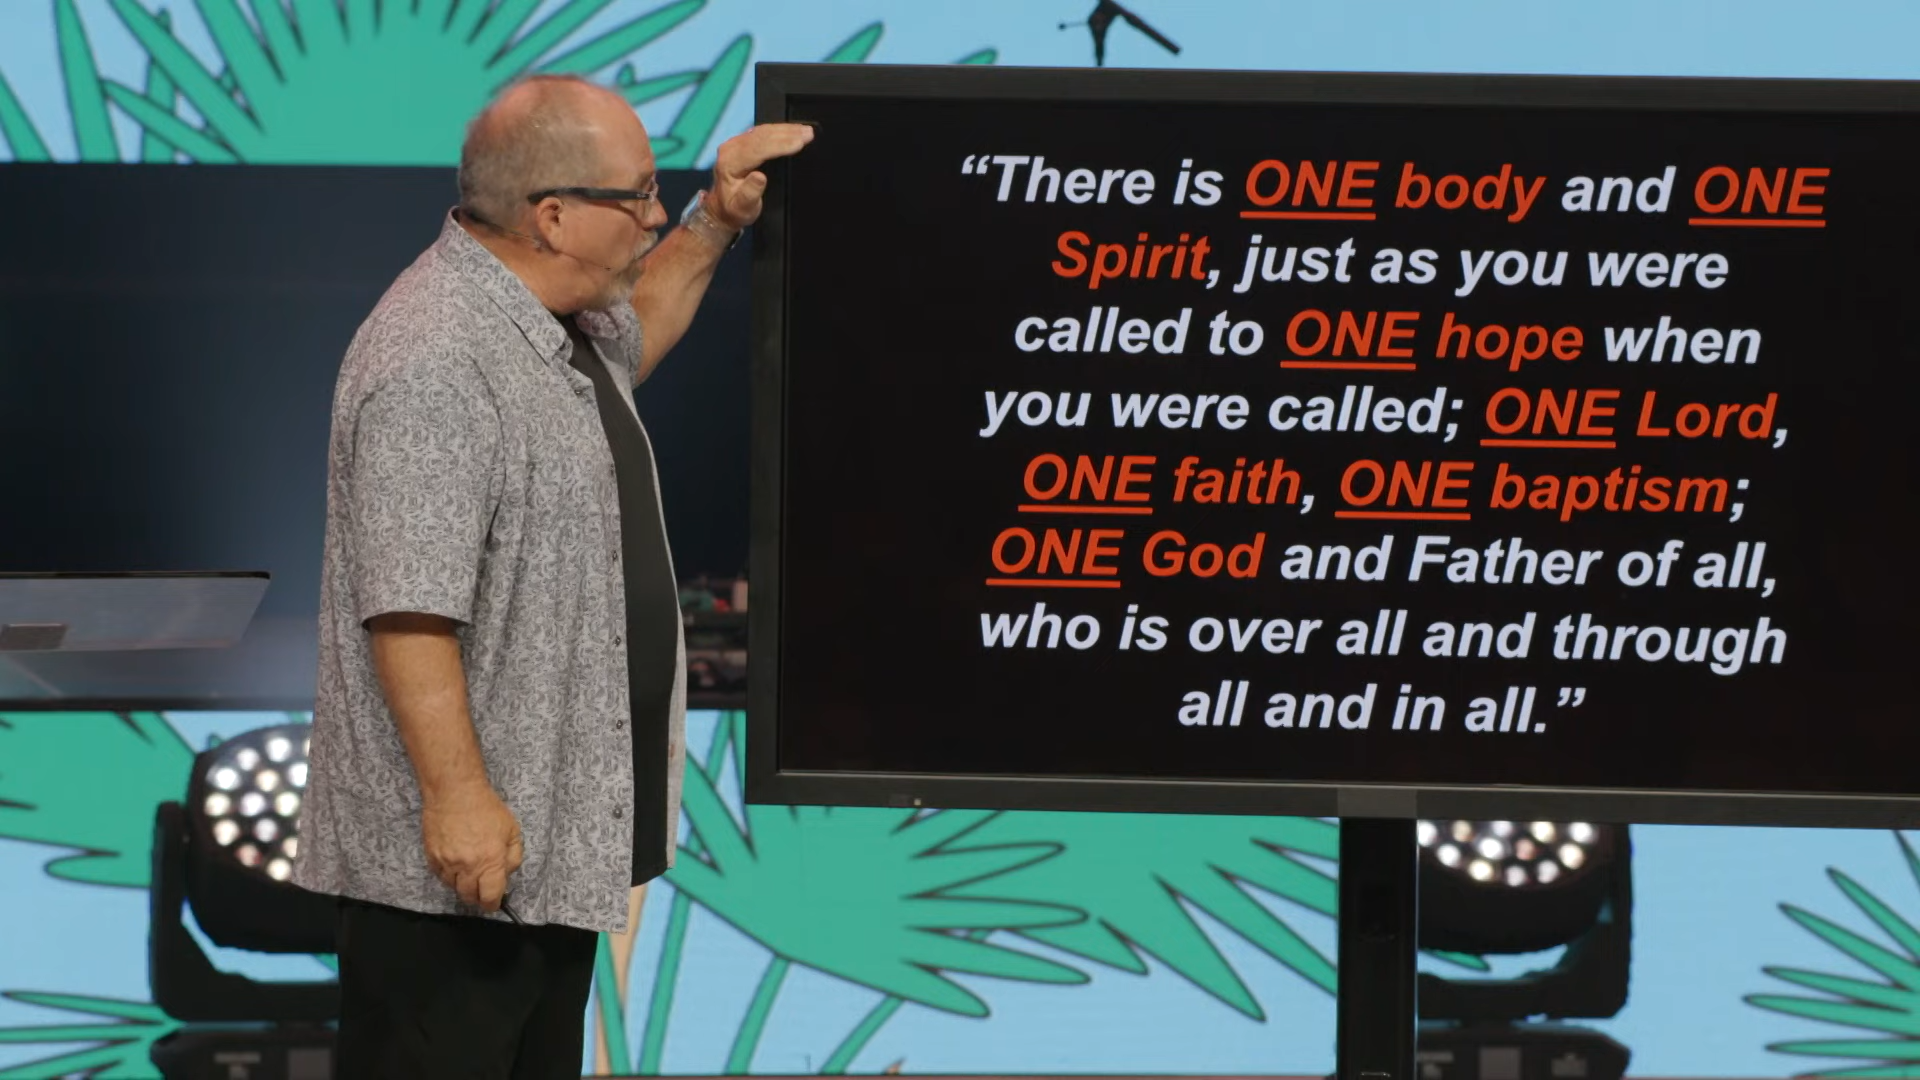 “There is ONE body and ONE
Spirit, just as you were
called to ONE hope when
you were called; ONE Lord,
ONE faith, ONE baptism;
ONE God and Father of all,
who is over all and through
all and in all.”